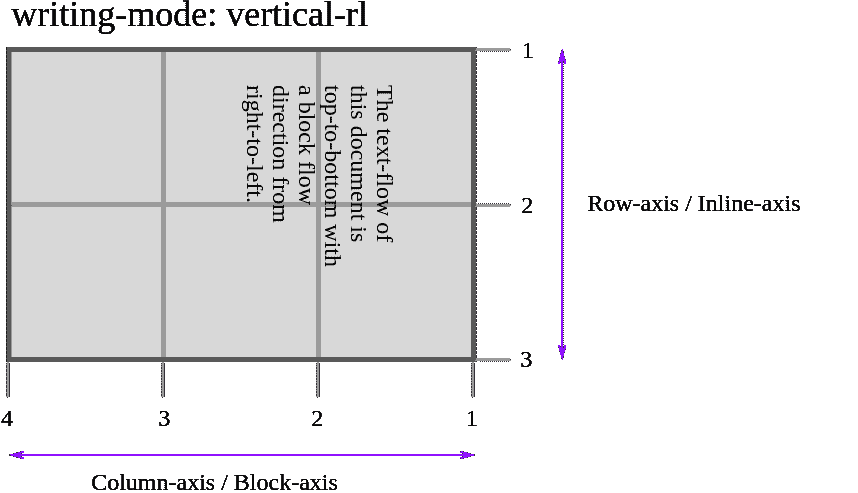 writing-mode: vertical-rl
The text-flow of
this document is
top-to-bottom with
a block flow
direction from
right-to-left.
1
2
3
Row-axis / Inline-axis
4 3 2 1
Column-axis / Block-axis